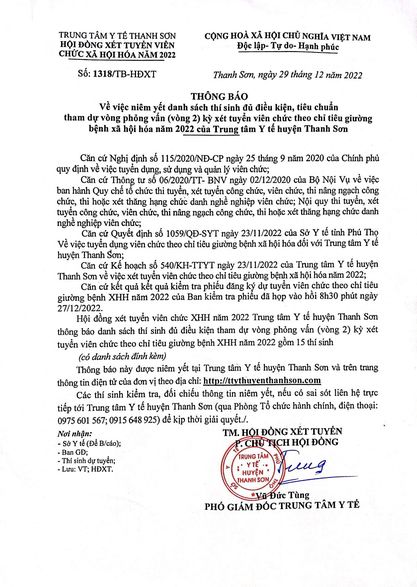 TRUNG TÂM Y TẾ THANH SƠN
HỘI ĐỒNG XÉT TUYỂN VIÊN
CHỨC XÃ HỘI HÓA NĂM 2022
CỘNG HOÀ XÃ HỘI CHỦ NGHĨA VIỆT NAM
Độc lập- Tự do- Hạnh phúc
Số: 1318/TB-HĐXT
Thanh Sơn, ngày 29 tháng 12 năm 2022
THÔNG BÁO
Về việc niêm yết danh sách thí sinh đủ điều kiện, tiêu chuẩn
tham dự vòng phỏng vấn (vòng 2) kỳ xét tuyển viên chức theo chỉ tiêu giường
bệnh xã hội hóa năm 2022 của Trung tâm Y tế huyện Thanh Sơn
Căn cứ Nghị định số 115/2020/NĐ-CP ngày 25 tháng 9 năm 2020 của Chính phủ
quy định về việc tuyển dụng, sử dụng và quản lý viên chức;
Căn cứ Thông tư số 06/2020/TT- BNV ngày 02/12/2020 của Bộ Nội Vụ về việc
ban hành Quy chế tổ chức thi tuyển, xét tuyển công, viên chức, thi nâng ngạch công
chức, thi hoặc xét thăng hạng chức danh nghề nghiệp viên chức; Nội quy thi tuyển, xét
tuyển công chức, viên chức, thi nâng ngạch công chức, thi hoặc xét thăng hạng chức danh
nghề nghiệp viên chức;
Căn cứ Quyết định số 1059/QĐ-SYT ngày 23/11/2022 của Sở Y tế tỉnh Phú Thọ
Về việc tuyển dụng viên chức theo chỉ tiêu giường bệnh xã hội hóa đối với Trung tâm Y tế
huyện Thanh Sơn;
Căn cứ Kế hoạch số 540/KH-TTYT ngày 23/11/2022 của Trung tâm Y tế huyện
Thanh Sơn về việc xét tuyển viên chức theo chỉ tiêu giường bệnh xã hội hóa năm 2022;
Căn cứ kết quả kết quả kiểm tra phiếu đăng ký dự tuyển viên chức theo chỉ tiêu
giường bệnh XHH năm 2022 của Ban kiểm tra phiếu đã họp vào hồi 8h30 phút ngày
27/12/2022.
Hội đồng xét tuyển viên chức XHH năm 2022 Trung tâm Y tế huyện Thanh Sơn
thông báo danh sách thí sinh đủ điều kiện tham dự vòng phỏng vấn (vòng 2) kỳ xét
tuyển viên chức theo chỉ tiêu giường bệnh XHH năm 2022 gồm 15 thí sinh
(có danh sách đính kèm)
Thông báo này được niêm yết tại Trung tâm Y tế huyện Thanh Sơn và trên trang
thông tin điện tử của đơn vị theo địa chỉ: http://ttythuyenthanhson.com
Các thí sinh kiểm tra, đối chiếu thông tin niêm yết, nếu có sai sót liên hệ trực
tiếp tới Trung tâm Y tế huyện Thanh Sơn (qua Phòng Tổ chức hành chính, điện thoại:
0975 601 567; 0915 648 925) để kịp thời giải quyết./.
Nơi nhận:
- Sở Y tế (Để B/cáo);
- Ban GĐ;
- Thí sinh dự tuyển;
- Lưu: VT; HĐXT.
TM. HỘI ĐỒNG XÉT TUYỂN
P. CHỦ TỊCH HỘI ĐỒNG
TRUNG TÂM
Y TẾ
HUYỆN
THANH SƠN
Trung
Vũ Đức Tùng
PHÓ GIÁM ĐỐC TRUNG TÂM Y TẾ